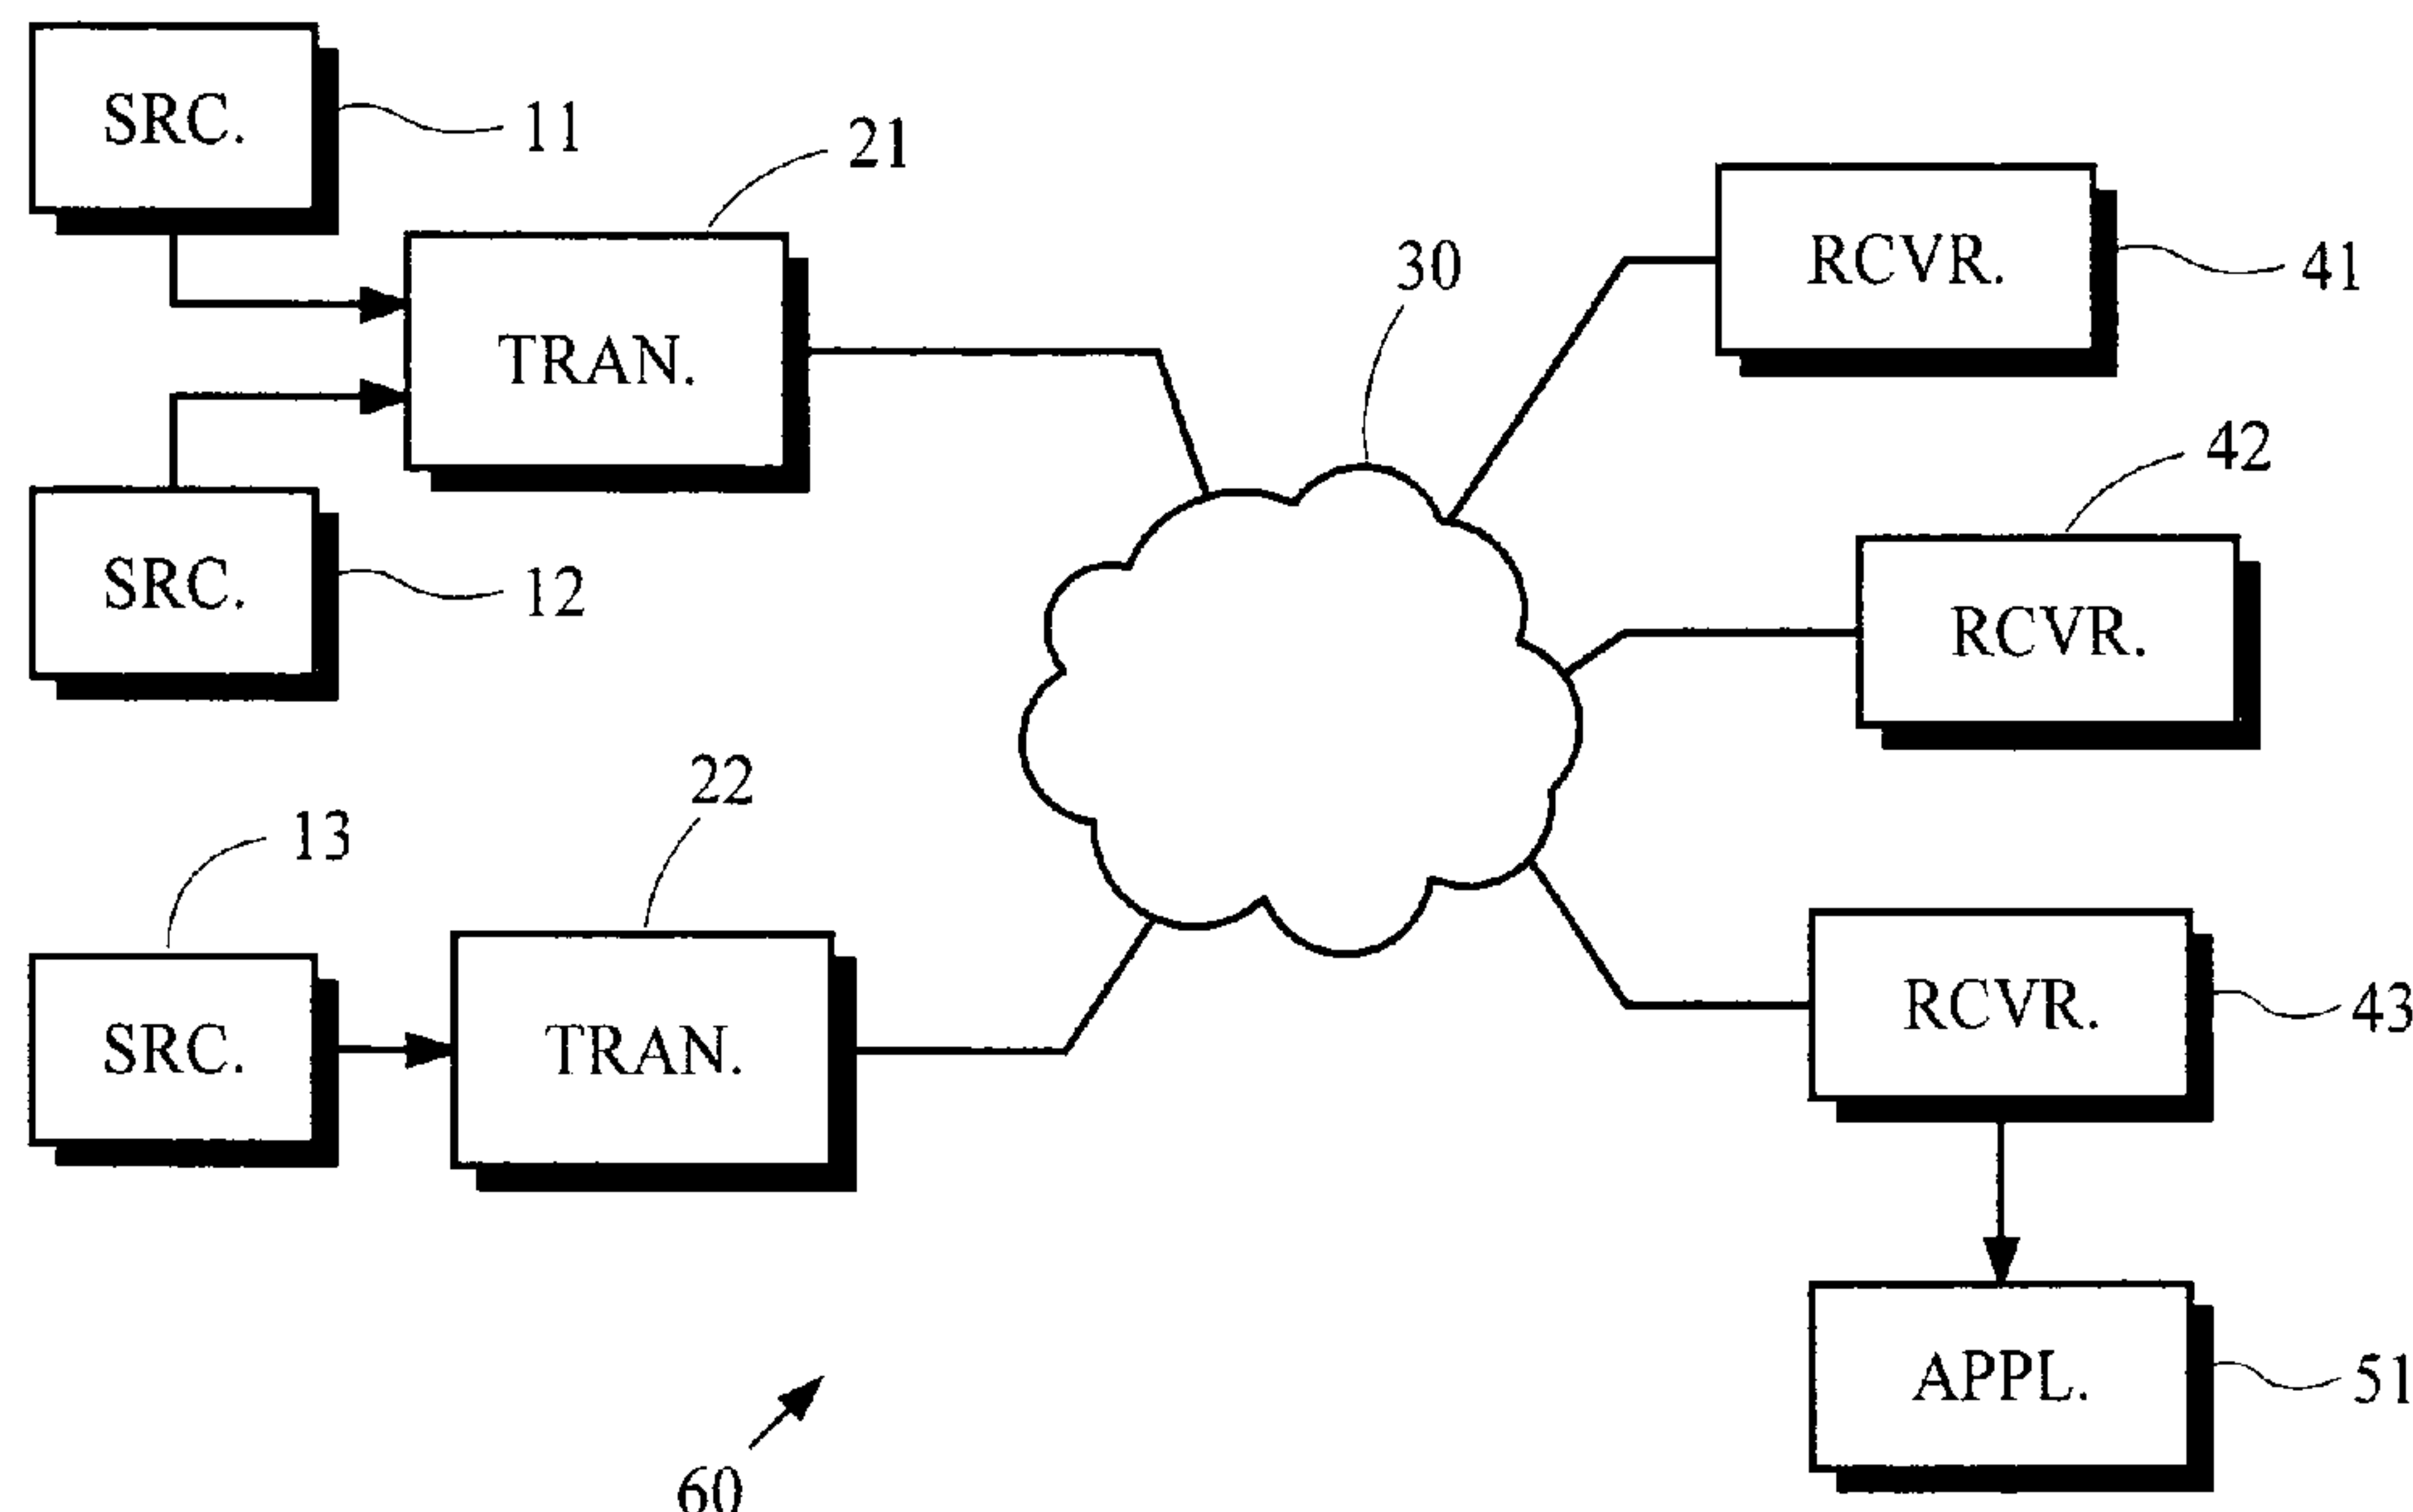 SRC.
11
21
TRAN.
30
RCVR.
41
SRC.
12
42
RCVR.
13
22
SRC.
TRAN.
RCVR.
43
APPL.
51
60